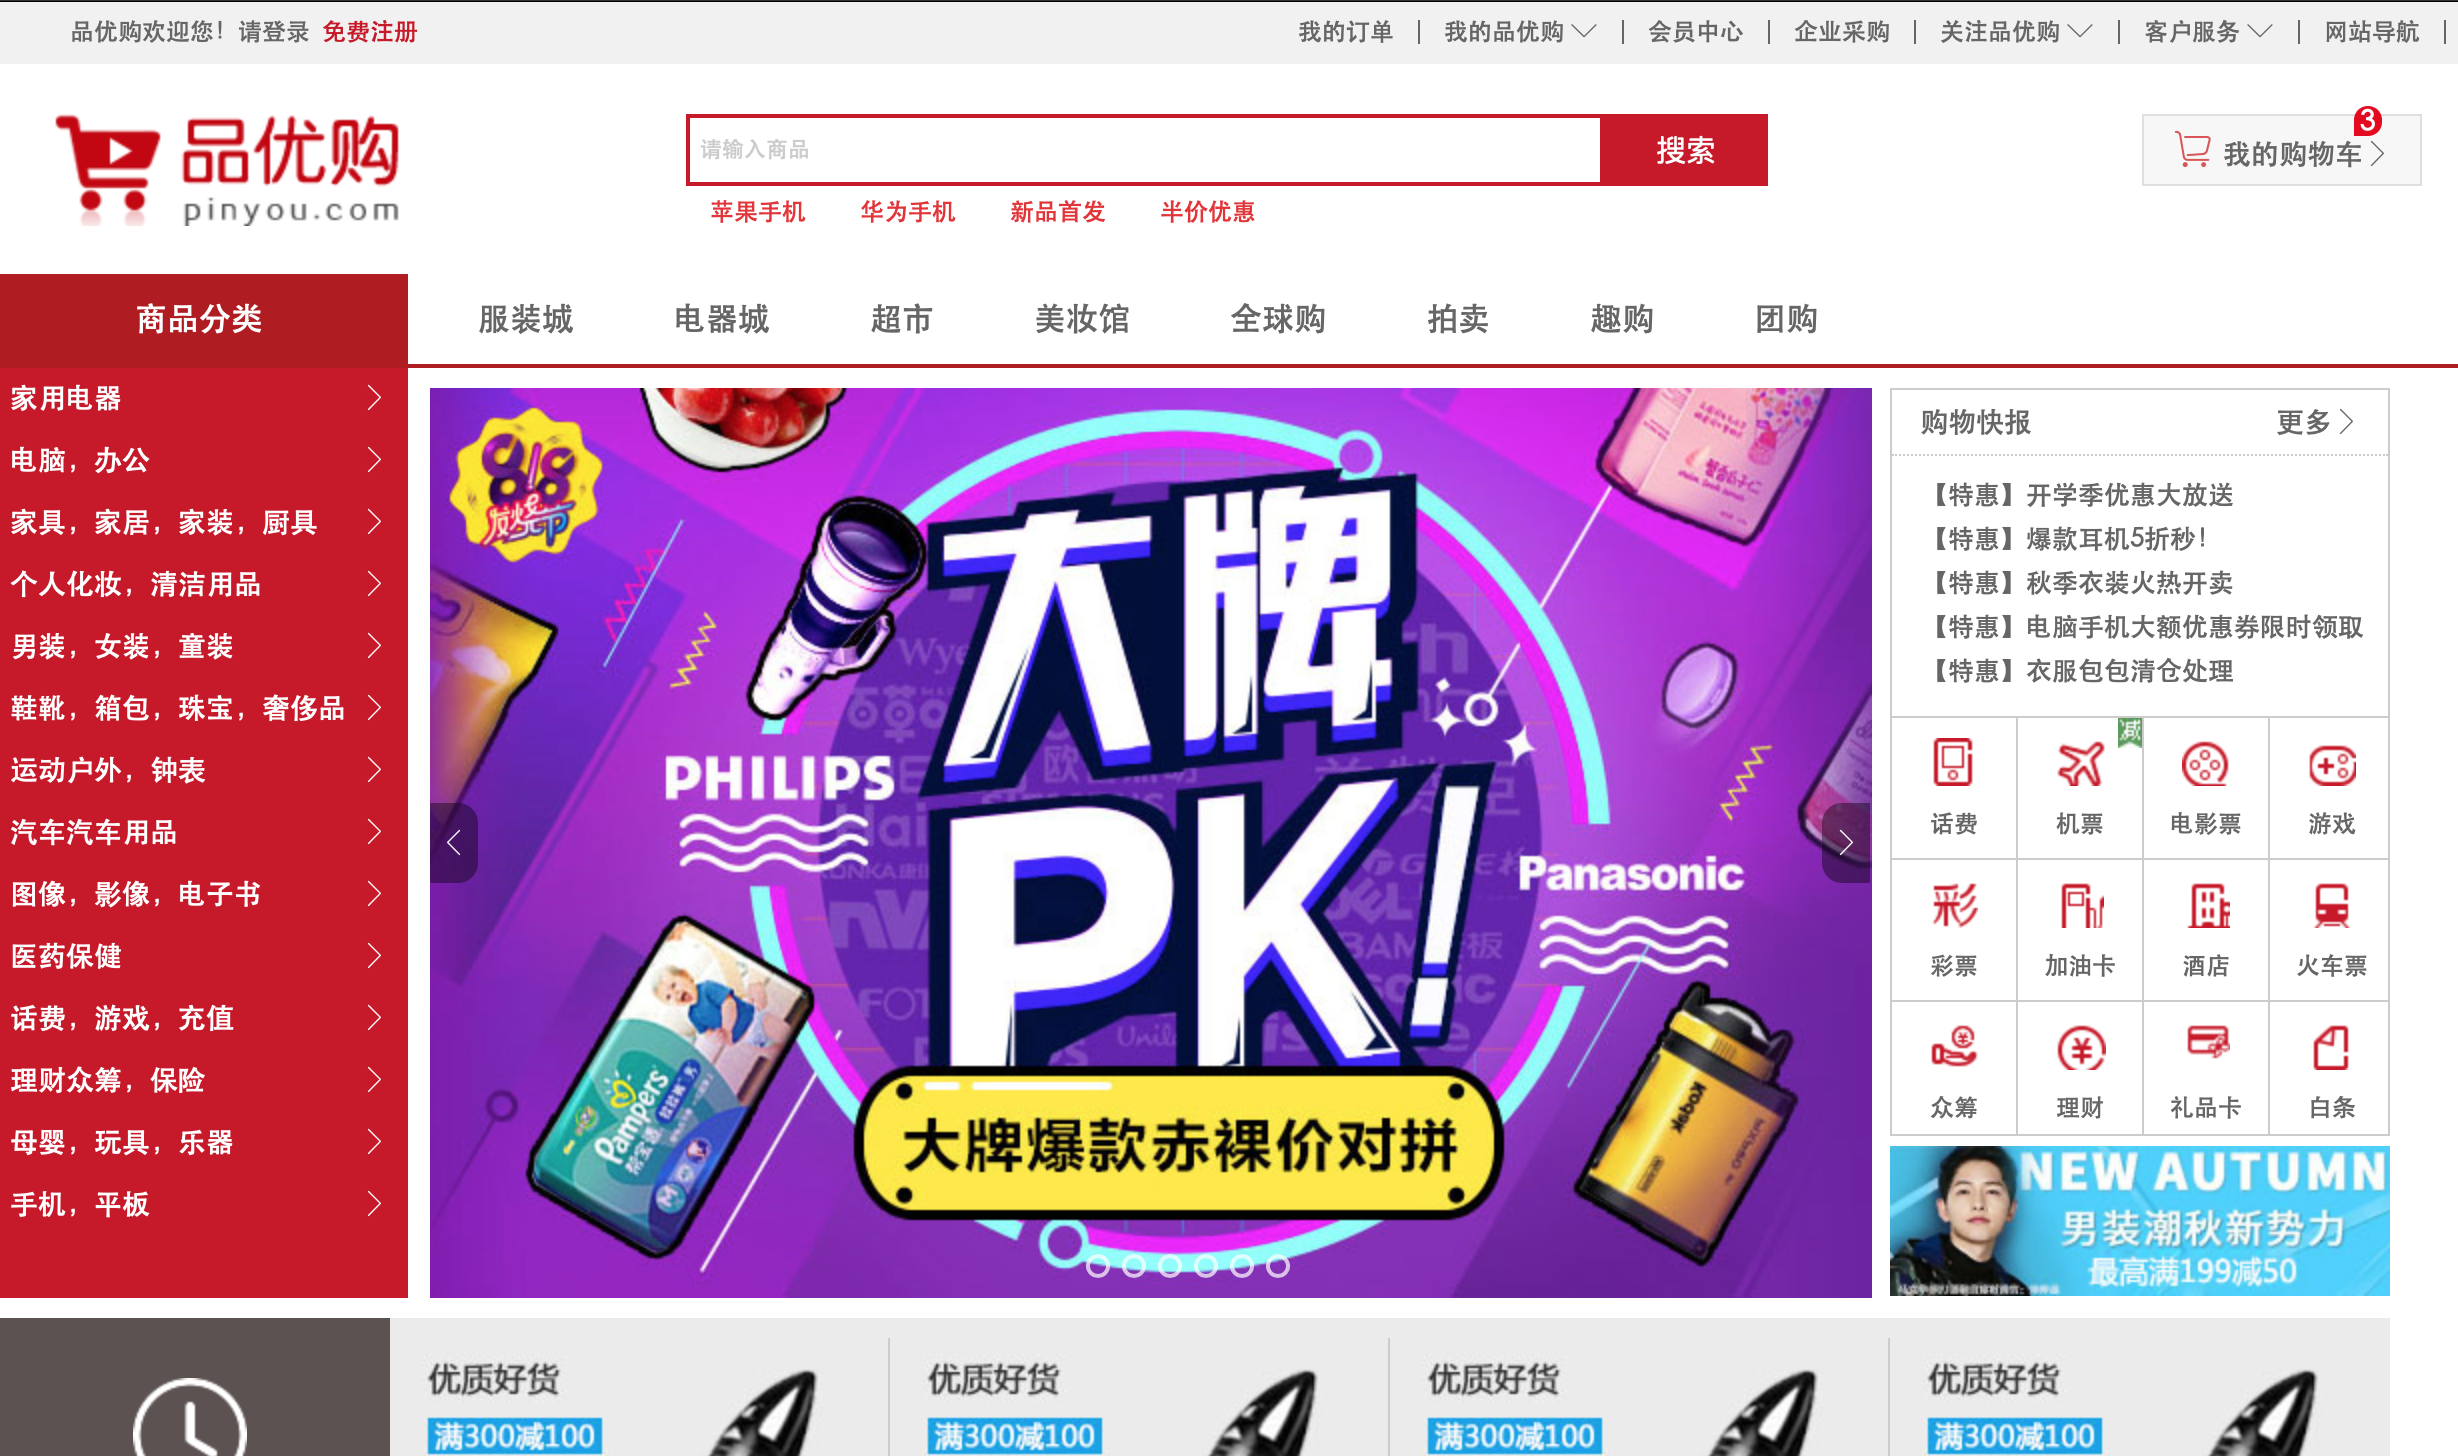 品优购欢迎您！请登录 免费注册
我的订单 | 我的品优购 | 会员中心 | 企业采购 | 关注品优购 | 客户服务 | 网站导航 |
品优购
pinyou.com
请输入商品
搜索
3
我的购物车
苹果手机 华为手机 新品首发 半价优惠
商品分类 服装城 电器城 超市 美妆馆 全球购 拍卖 趣购 团购
家用电器
电脑，办公
家具，家居，家装，厨具
个人化妆，清洁用品
男装，女装，童装
鞋靴，箱包，珠宝，奢侈品
运动户外，钟表
汽车汽车用品
图像，影像，电子书
医药保健
话费，游戏，充值
理财众筹，保险
母婴，玩具，乐器
手机，平板
818
发烧节
大牌
PK!
PHILIPS
Panasonic
Pampers
帮宝适
Kodak
大牌爆款赤裸价对拼
购物快报 更多
【特惠】开学季优惠大放送
【特惠】爆款耳机5折秒！
【特惠】秋季衣装火热开卖
【特惠】电脑手机大额优惠券限时领取
【特惠】衣服包包清仓处理
减
话费 机票 电影票 游戏
彩
彩票 加油卡 酒店 火车票
众筹 理财 礼品卡 白条
NEW AUTUMN
男装潮秋新势力
最高满199减50
优质好货 优质好货 优质好货 优质好货
满300减100 满300减100 满300减100 满300减100